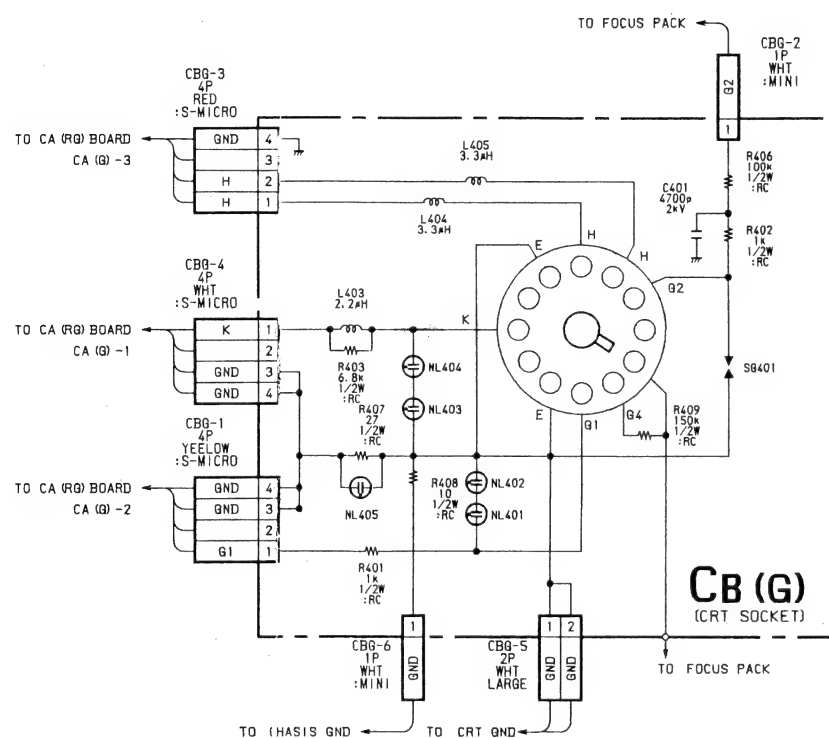 TO FOCUS PACK
CBG-2
1P
WHT
:MINI
G2
1
CBG-3
4P
RED
:S-MICRO
TO CA (RG) BOARD
CA (G) -3
GND 4
3
H 2
H 1
L405
3.3μH
L404
3.3μH
R406
100k
1/2W
:RC
C401
4700p
2kV
R402
1k
1/2W
:RC
E
H
H
G2
CBG-4
4P
WHT
:S-MICRO
TO CA (RG) BOARD
CA (G) -1
K 1
2
GND 3
GND 4
L403
2.2μH
K
R403
6.8k
1/2W
:RC
NL404
NL403
SG401
R407
27
1/2W
:RC
E
G1
G4
R409
150k
1/2W
:RC
CBG-1
4P
YEELOW
:S-MICRO
TO CA (RG) BOARD
CA (G) -2
GND 4
GND 3
2
G1 1
NL405
R408
10
1/2W
:RC
NL402
NL401
R401
1k
1/2W
:RC
CB (G)
(CRT SOCKET)
CBG-6
1P
WHT
:MINI
1
GND
CBG-5
2P
WHT
LARGE
1 2
GND GND
TO FOCUS PACK
TO (HASIS GND
TO CRT GND